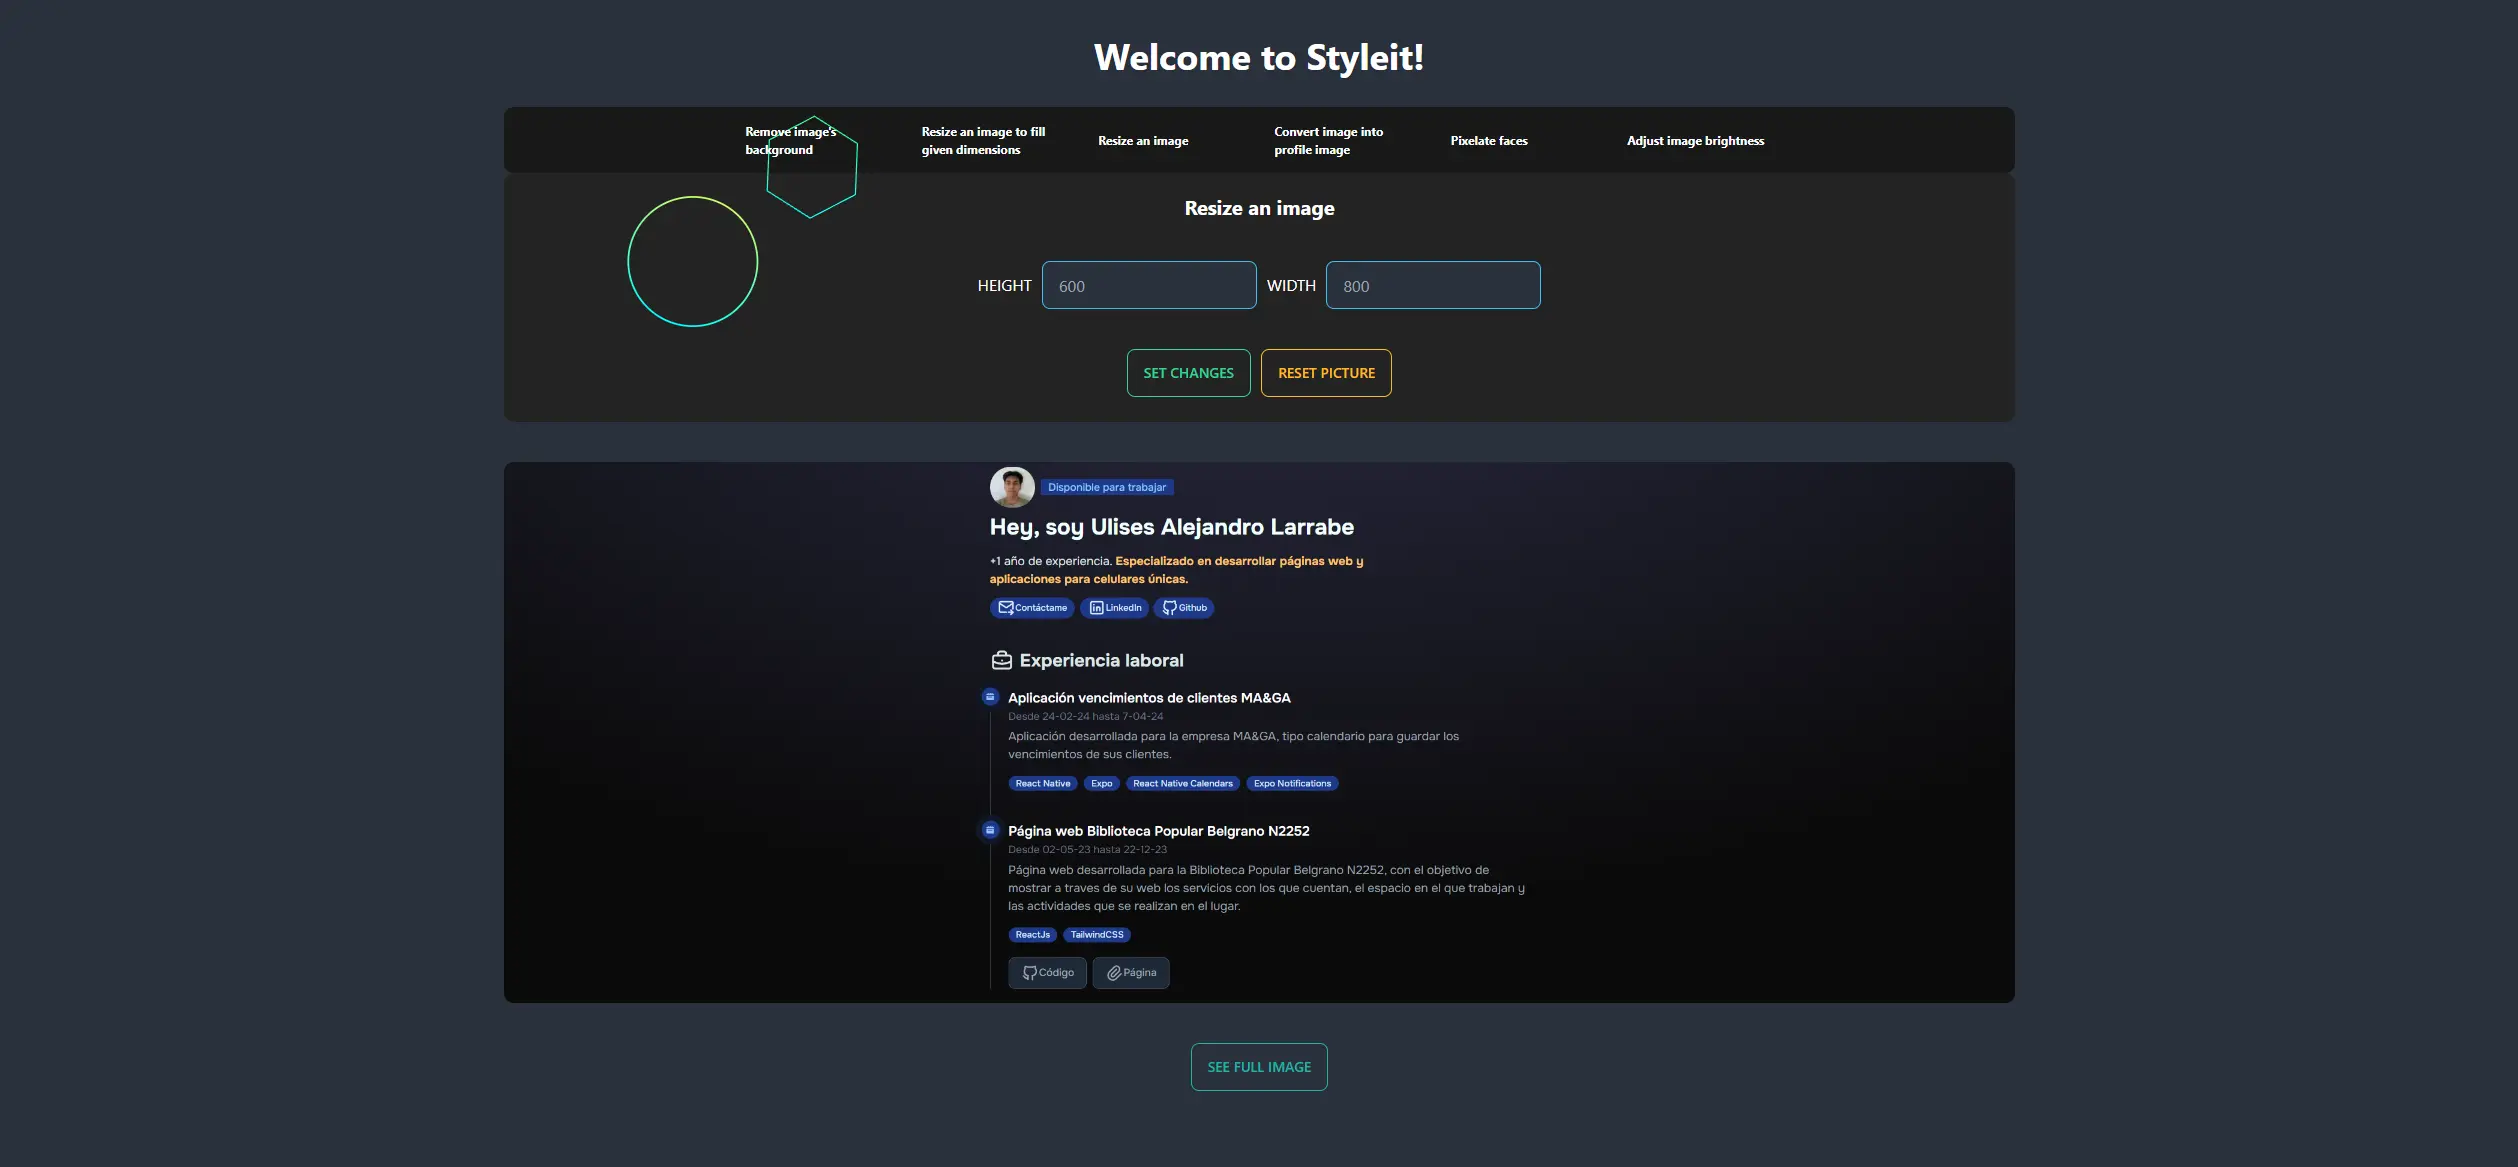 Welcome to Styleit!
Remove image's
background
Resize an image to fill
given dimensions
Resize an image
Convert image into
profile image
Pixelate faces
Adjust image brightness
Resize an image
HEIGHT 600 WIDTH 800
SET CHANGES RESET PICTURE
Disponible para trabajar
Hey, soy Ulises Alejandro Larrabe
+1 año de experiencia. Especializado en desarrollar páginas web y
aplicaciones para celulares únicas.
Contáctame LinkedIn Github
Experiencia laboral
Aplicación vencimientos de clientes MA&GA
Desde 24-02-24 hasta 7-04-24
Aplicación desarrollada para la empresa MA&GA, tipo calendario para guardar los
vencimientos de sus clientes.
React Native Expo React Native Calendars Expo Notifications
Página web Biblioteca Popular Belgrano N2252
Desde 02-05-23 hasta 22-12-23
Página web desarrollada para la Biblioteca Popular Belgrano N2252, con el objetivo de
mostrar a traves de su web los servicios con los que cuentan, el espacio en el que trabajan y
las actividades que se realizan en el lugar.
ReactJs TailwindCSS
Código Página
SEE FULL IMAGE